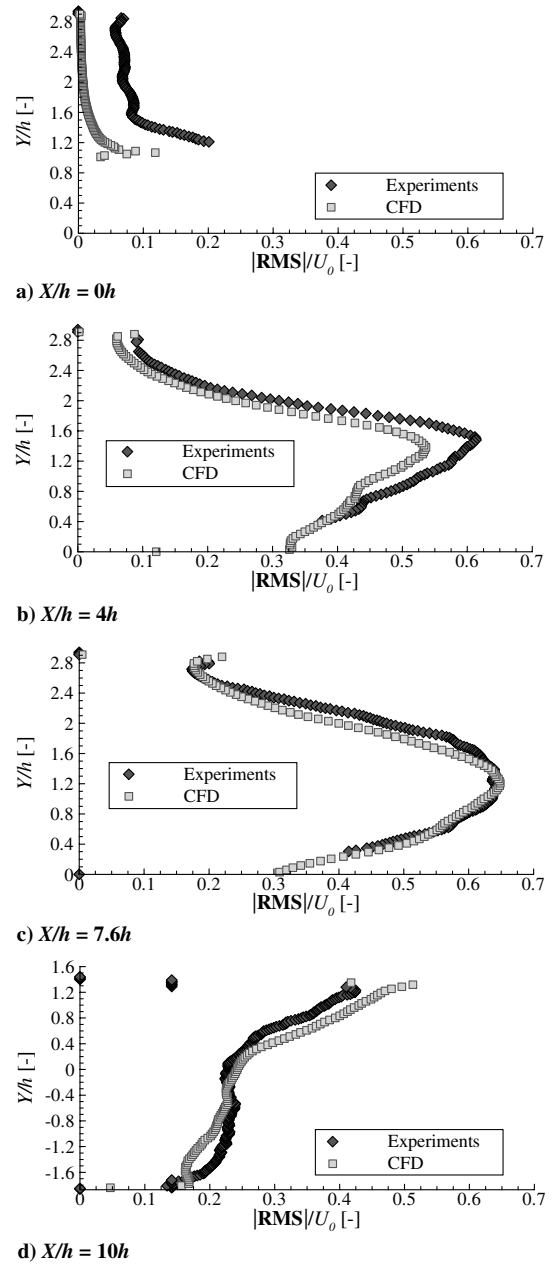 2.8
2.4
2
1.6
1.2
0.8
0.4
0
Y/h [-]
Experiments
CFD
0 0.1 0.2 0.3 0.4 0.5 0.6 0.7
|RMS|/U0 [-]
a) X/h = 0h
2.8
2.4
2
1.6
1.2
0.8
0.4
0
Y/h [-]
Experiments
CFD
0 0.1 0.2 0.3 0.4 0.5 0.6 0.7
|RMS|/U0 [-]
b) X/h = 4h
2.8
2.4
2
1.6
1.2
0.8
0.4
0
Y/h [-]
Experiments
CFD
0 0.1 0.2 0.3 0.4 0.5 0.6 0.7
|RMS|/U0 [-]
c) X/h = 7.6h
1.6
1.2
0.8
0.4
0
-0.4
-0.8
-1.2
-1.6
Y/h [-]
Experiments
CFD
0 0.1 0.2 0.3 0.4 0.5 0.6 0.7
|RMS|/U0 [-]
d) X/h = 10h